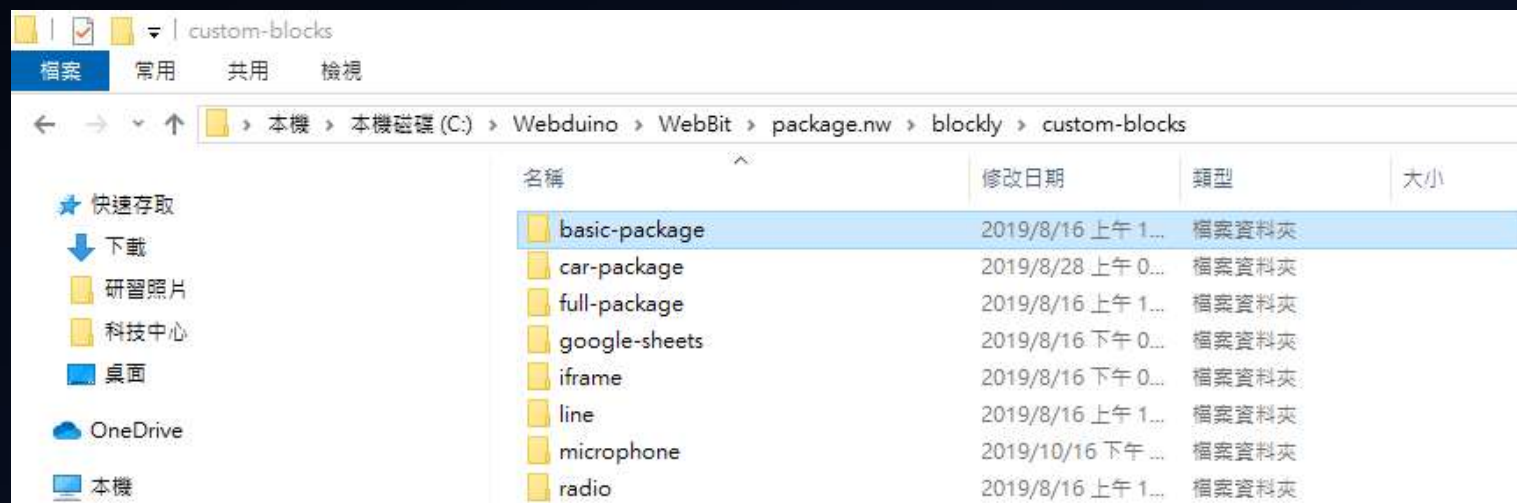 custom-blocks
檔案 常用 共用 檢視
本機 > 本機磁碟 (C:) > Webduino > WebBit > package.nw > blockly > custom-blocks
名稱 修改日期 類型 大小
快速存取
下載
研習照片
科技中心
桌面
OneDrive
本機
basic-package 2019/8/16 上午 1... 檔案資料夾
car-package 2019/8/28 上午 0... 檔案資料夾
full-package 2019/8/16 上午 1... 檔案資料夾
google-sheets 2019/8/16 下午 0... 檔案資料夾
iframe 2019/8/16 下午 0... 檔案資料夾
line 2019/8/16 上午 1... 檔案資料夾
microphone 2019/10/16 下午 ... 檔案資料夾
radio 2019/8/16 上午 1... 檔案資料夾